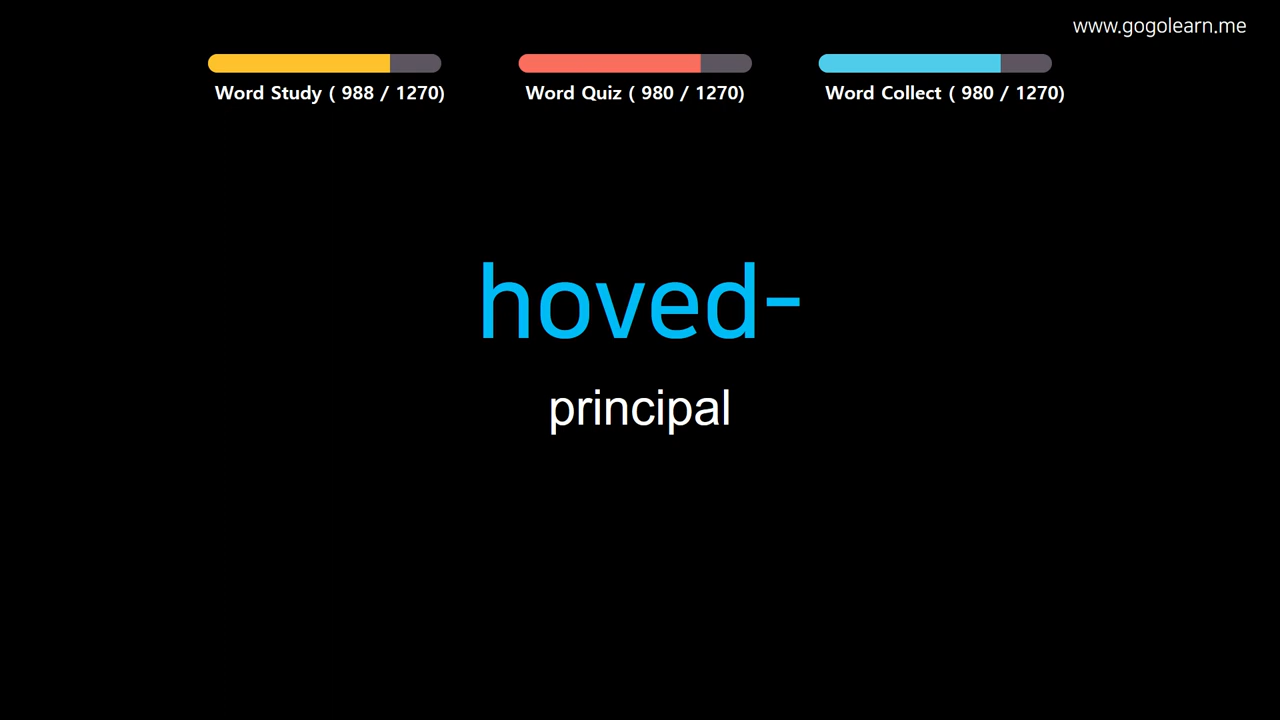 www.gogolearn.me
Word Study ( 988 / 1270)
Word Quiz ( 980 / 1270)
Word Collect ( 980 / 1270)
hoved-
principal